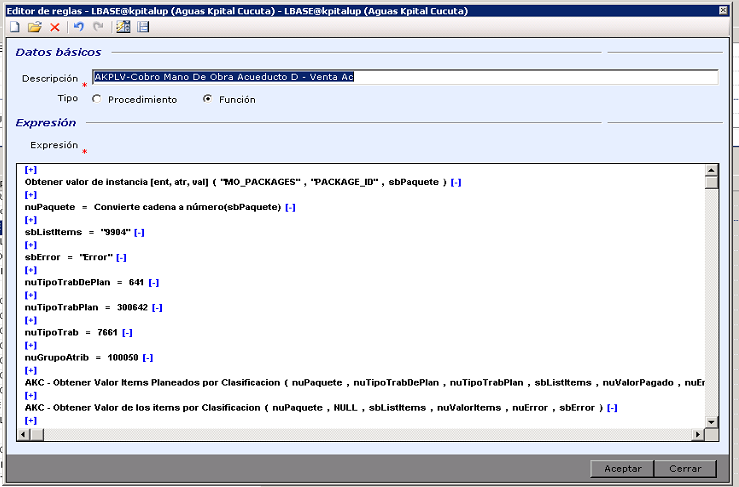 Editor de reglas - LBASE@kpitalup (Aguas Kpital Cucuta) - LBASE@kpitalup (Aguas Kpital Cucuta)
Datos básicos
Descripción * AKPLV-Cobro Mano De Obra Acueducto D - Venta Ac
Tipo Procedimiento Función
Expresión
Expresión *
[+]
Obtener valor de instancia [ent, atr, val] ( "MO_PACKAGES" , "PACKAGE_ID" , sbPaquete ) [-]
[+]
nuPaquete = Convierte cadena a número(sbPaquete) [-]
[+]
sbListItems = "9904" [-]
[+]
sbError = "Error" [-]
[+]
nuTipoTrabDePlan = 641 [-]
[+]
nuTipoTrabPlan = 300642 [-]
[+]
nuTipoTrab = 7661 [-]
[+]
nuGrupoAtrib = 100050 [-]
[+]
AKC - Obtener Valor Items Planeados por Clasificacion ( nuPaquete , nuTipoTrabDePlan , nuTipoTrabPlan , sbListItems , nuValorPagado , nuEr
[+]
AKC - Obtener Valor de los items por Clasificacion ( nuPaquete , NULL , sbListItems , nuValorItems , nuError , sbError ) [-]
[+]
Aceptar Cerrar